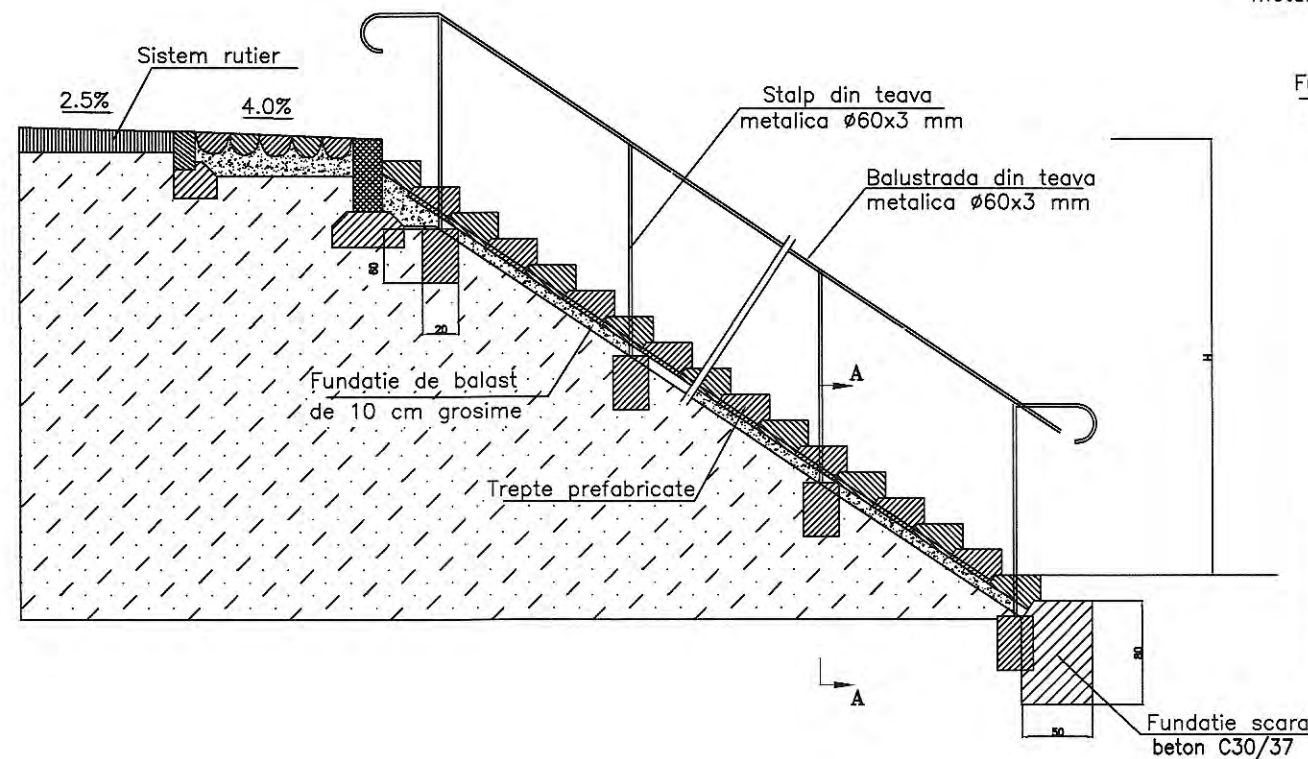 Sistem rutier
2.5%
4.0%
Stalp din teava
metalica Ø60x3 mm
Balustrada din teava
metalica Ø60x3 mm
H
20
Fundatie de balast
de 10 cm grosime
A
Trepte prefabricate
80
A
50
Fundatie scara
beton C30/37